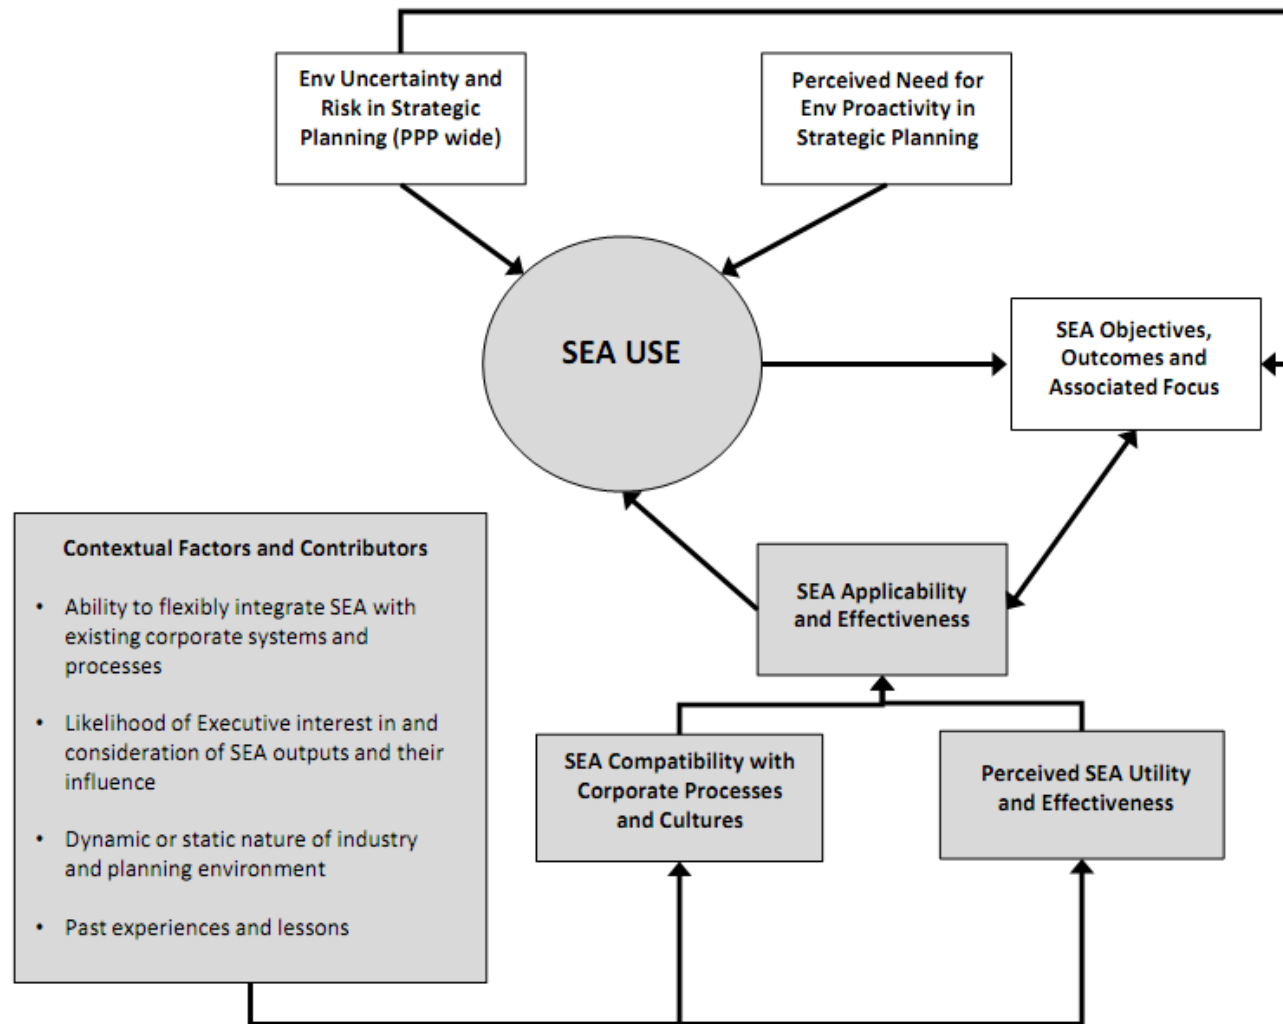 Env Uncertainty and
Risk in Strategic
Planning (PPP wide)
Perceived Need for
Env Proactivity in
Strategic Planning
SEA USE
SEA Objectives,
Outcomes and
Associated Focus
Contextual Factors and Contributors
• Ability to flexibly integrate SEA with
existing corporate systems and
processes
• Likelihood of Executive interest in and
consideration of SEA outputs and their
influence
• Dynamic or static nature of industry
and planning environment
• Past experiences and lessons
SEA Applicability
and Effectiveness
SEA Compatibility with
Corporate Processes
and Cultures
Perceived SEA Utility
and Effectiveness